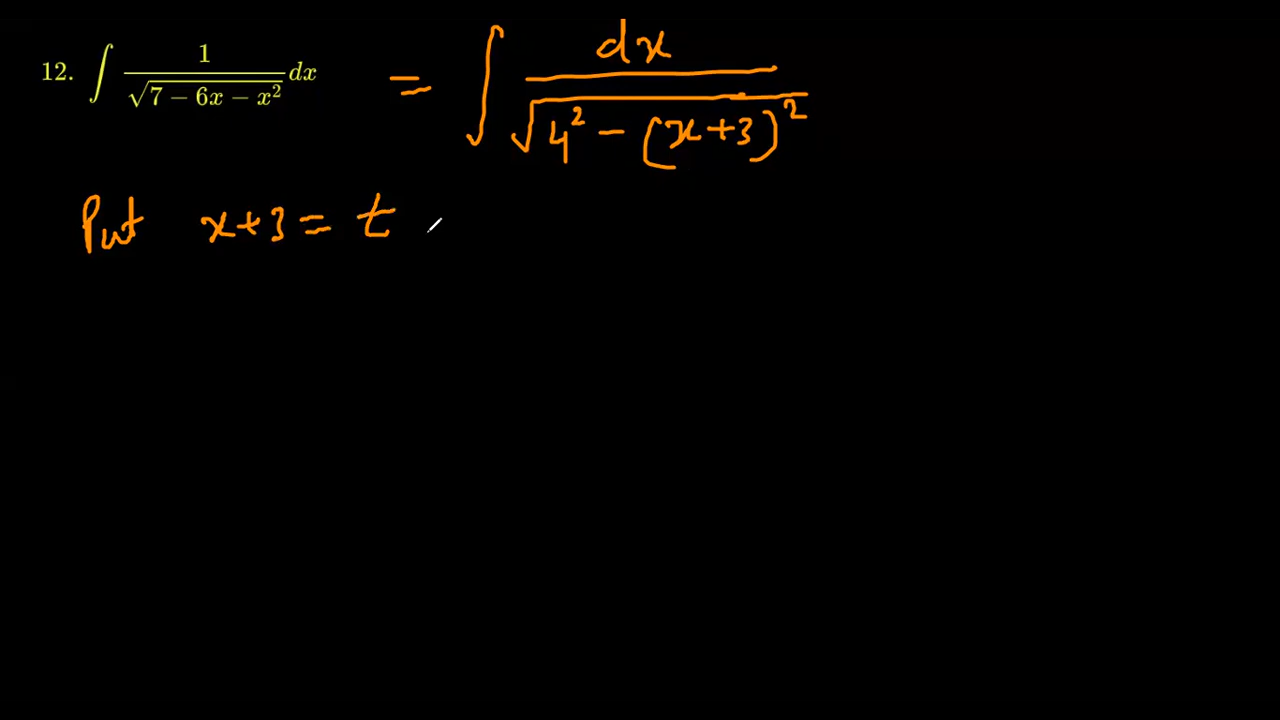 12. ∫ 1/√(7 − 6x − x²) dx = ∫ dx/√(4² − (x+3)²)
Put x+3 = t